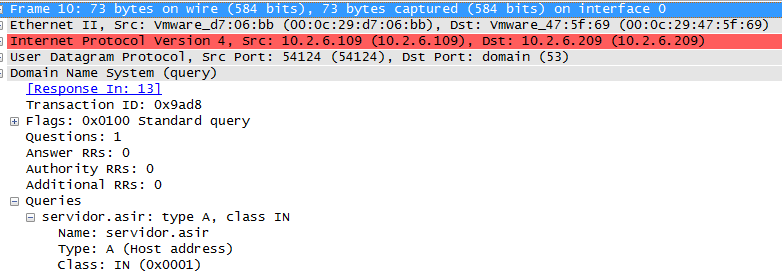 Frame 10: 73 bytes on wire (584 bits), 73 bytes captured (584 bits) on interface 0
Ethernet II, Src: Vmware_d7:06:bb (00:0c:29:d7:06:bb), Dst: Vmware_47:5f:69 (00:0c:29:47:5f:69)
Internet Protocol Version 4, Src: 10.2.6.109 (10.2.6.109), Dst: 10.2.6.209 (10.2.6.209)
User Datagram Protocol, Src Port: 54124 (54124), Dst Port: domain (53)
Domain Name System (query)
[Response In: 13]
Transaction ID: 0x9ad8
Flags: 0x0100 Standard query
Questions: 1
Answer RRs: 0
Authority RRs: 0
Additional RRs: 0
Queries
servidor.asir: type A, class IN
Name: servidor.asir
Type: A (Host address)
Class: IN (0x0001)